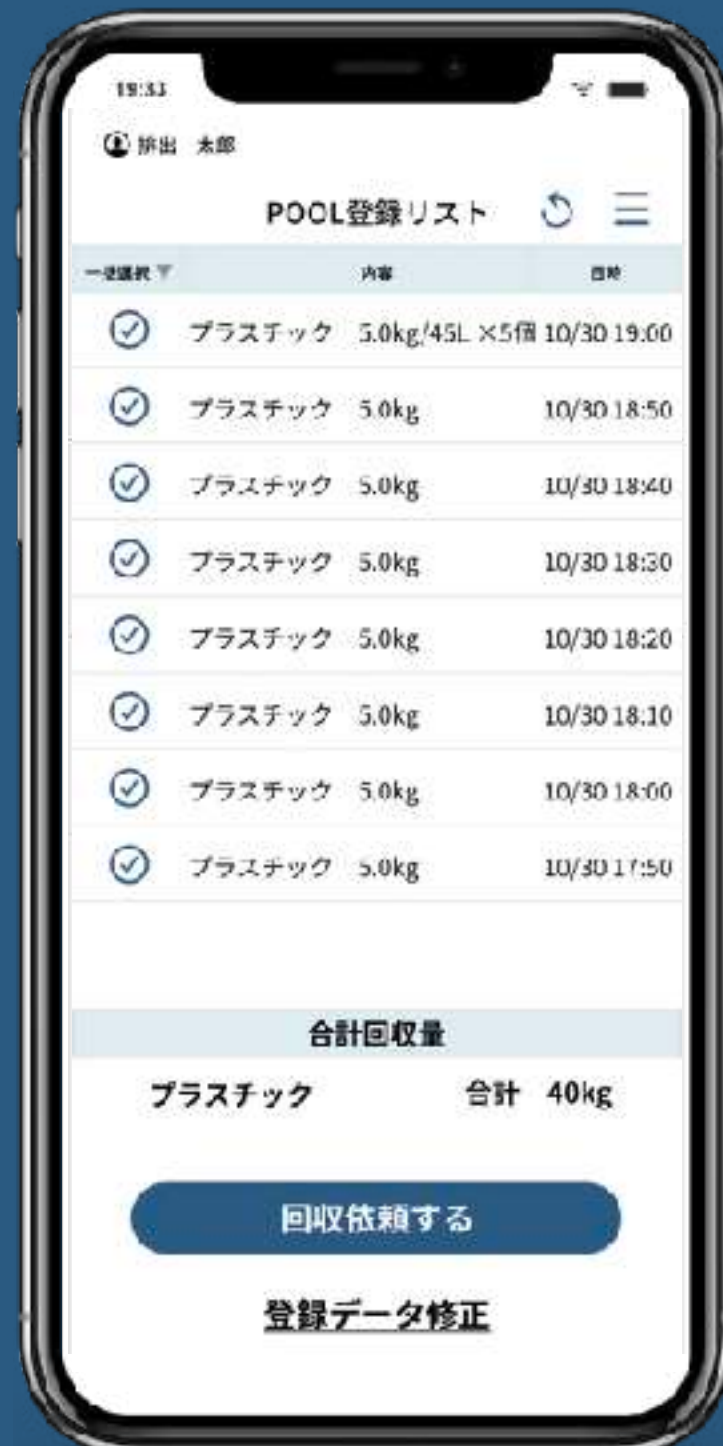 19:33
排出 太郎
POOL登録リスト
一括選択 ▼ 内容 日時
プラスチック 5.0kg/45L ×5個 10/30 19:00
プラスチック 5.0kg 10/30 18:50
プラスチック 5.0kg 10/30 18:40
プラスチック 5.0kg 10/30 18:30
プラスチック 5.0kg 10/30 18:20
プラスチック 5.0kg 10/30 18:10
プラスチック 5.0kg 10/30 18:00
プラスチック 5.0kg 10/30 17:50
合計回収量
プラスチック 合計 40kg
回収依頼する
登録データ修正